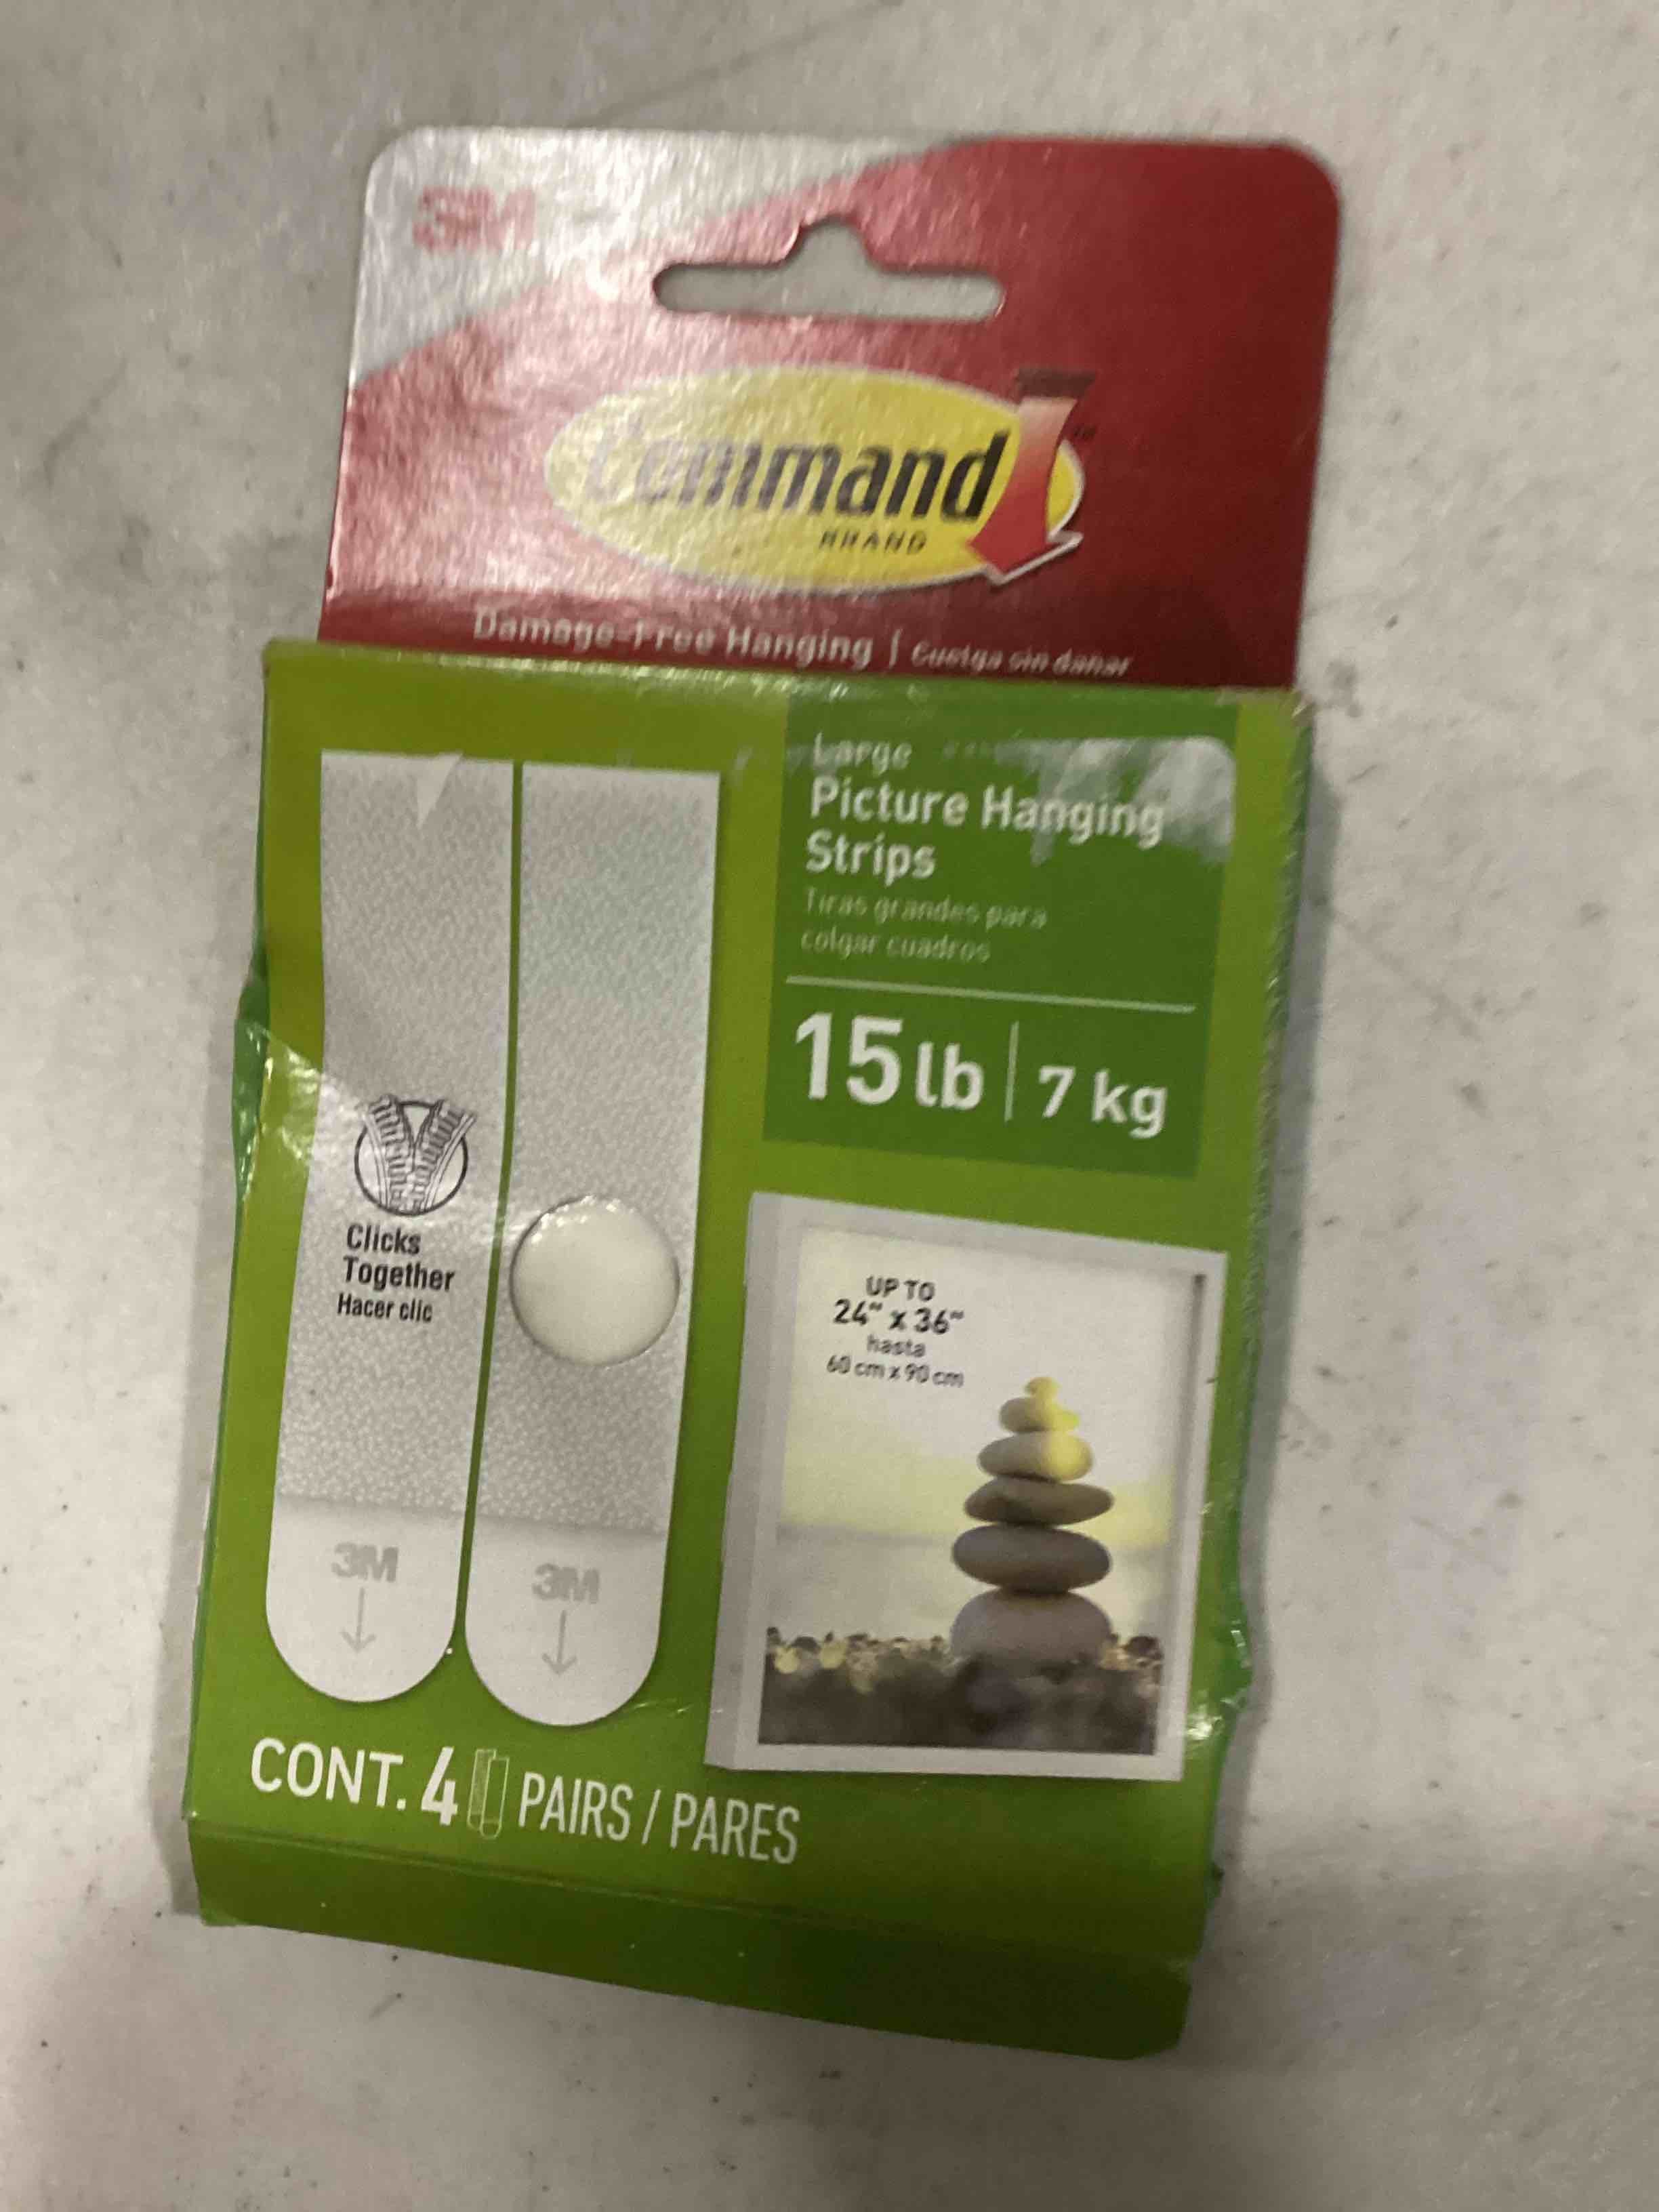 3M
Command
BRAND
Damage-Free Hanging | Cuelga sin dañar
Large
Picture Hanging
Strips
Tiras grandes para
colgar cuadros
15 lb | 7 kg
Clicks
Together
Hacer clic
UP TO
24" x 36"
hasta
60 cm x 90 cm
3M
3M
CONT. 4 PAIRS / PARES